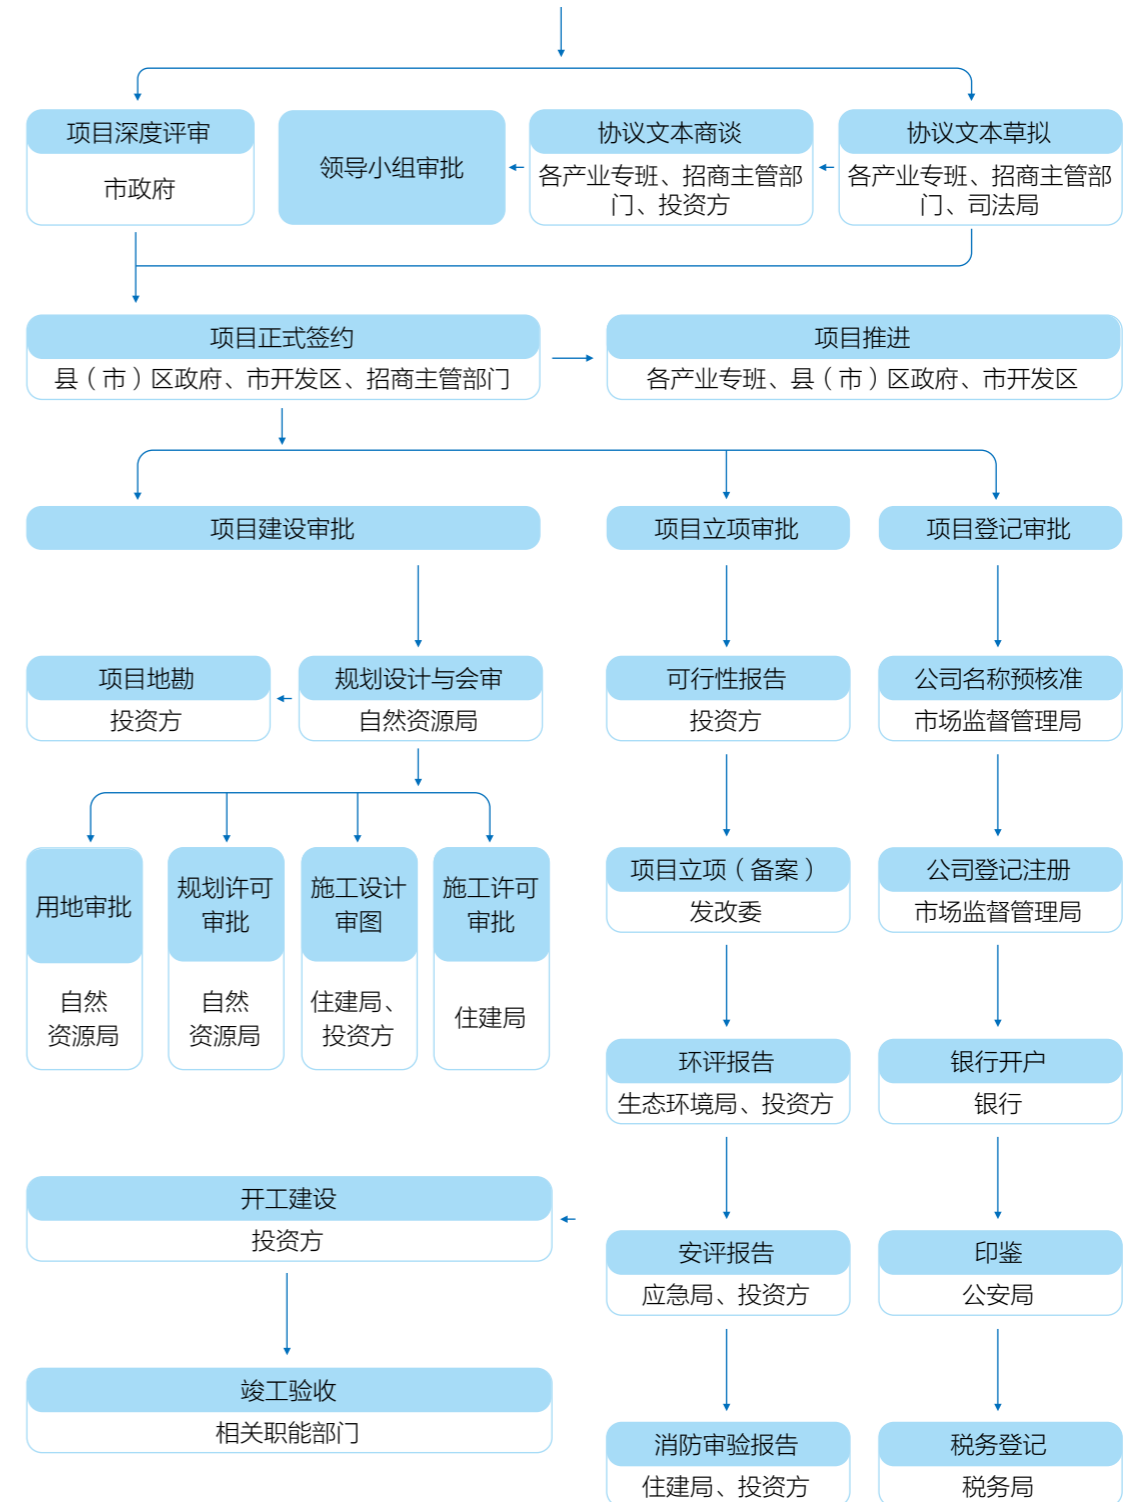 项目深度评审
市政府
领导小组审批
协议文本商谈
各产业专班、招商主管部
门、投资方
协议文本草拟
各产业专班、招商主管部
门、司法局
项目正式签约
县（市）区政府、市开发区、招商主管部门
项目推进
各产业专班、县（市）区政府、市开发区
项目建设审批
项目立项审批
项目登记审批
项目地勘
投资方
规划设计与会审
自然资源局
可行性报告
投资方
公司名称预核准
市场监督管理局
用地审批
自然
资源局
规划许可
审批
自然
资源局
施工设计
审图
住建局、
投资方
施工许可
审批
住建局
项目立项（备案）
发改委
公司登记注册
市场监督管理局
环评报告
生态环境局、投资方
银行开户
银行
开工建设
投资方
安评报告
应急局、投资方
印鉴
公安局
竣工验收
相关职能部门
消防审验报告
住建局、投资方
税务登记
税务局